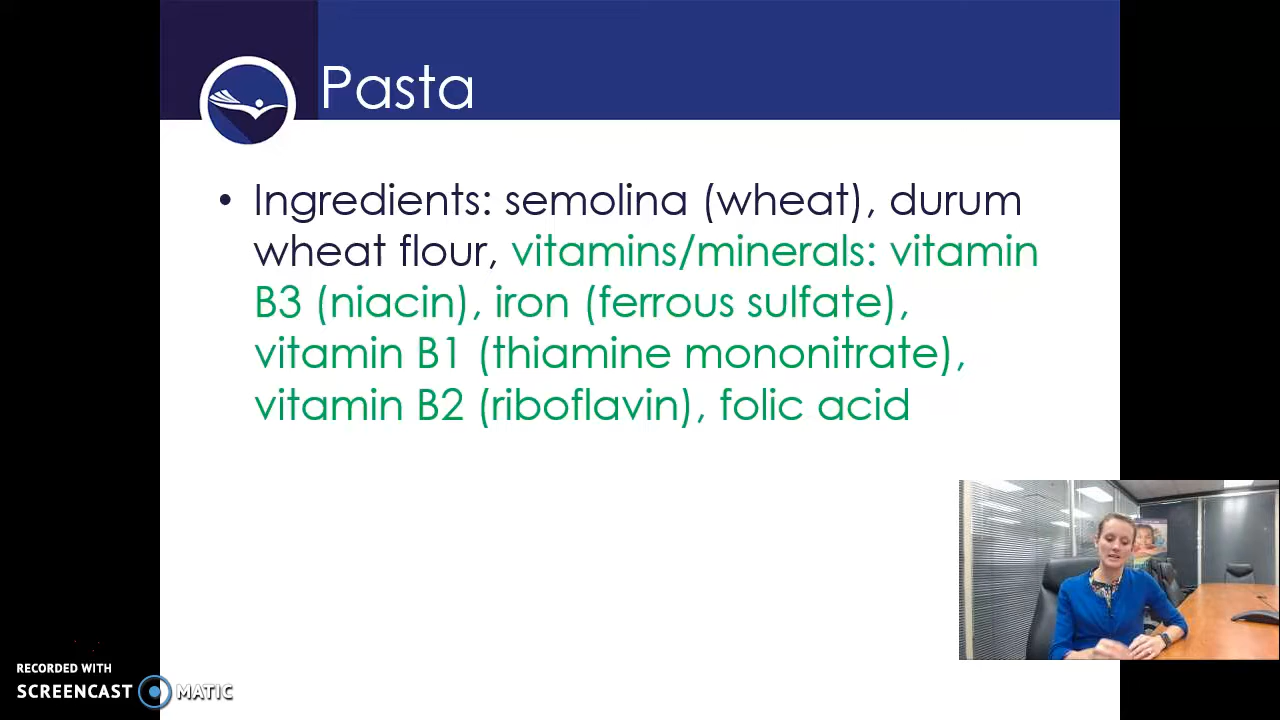 Pasta
• Ingredients: semolina (wheat), durum
wheat flour, vitamins/minerals: vitamin
B3 (niacin), iron (ferrous sulfate),
vitamin B1 (thiamine mononitrate),
vitamin B2 (riboflavin), folic acid
RECORDED WITH
SCREENCAST MATIC